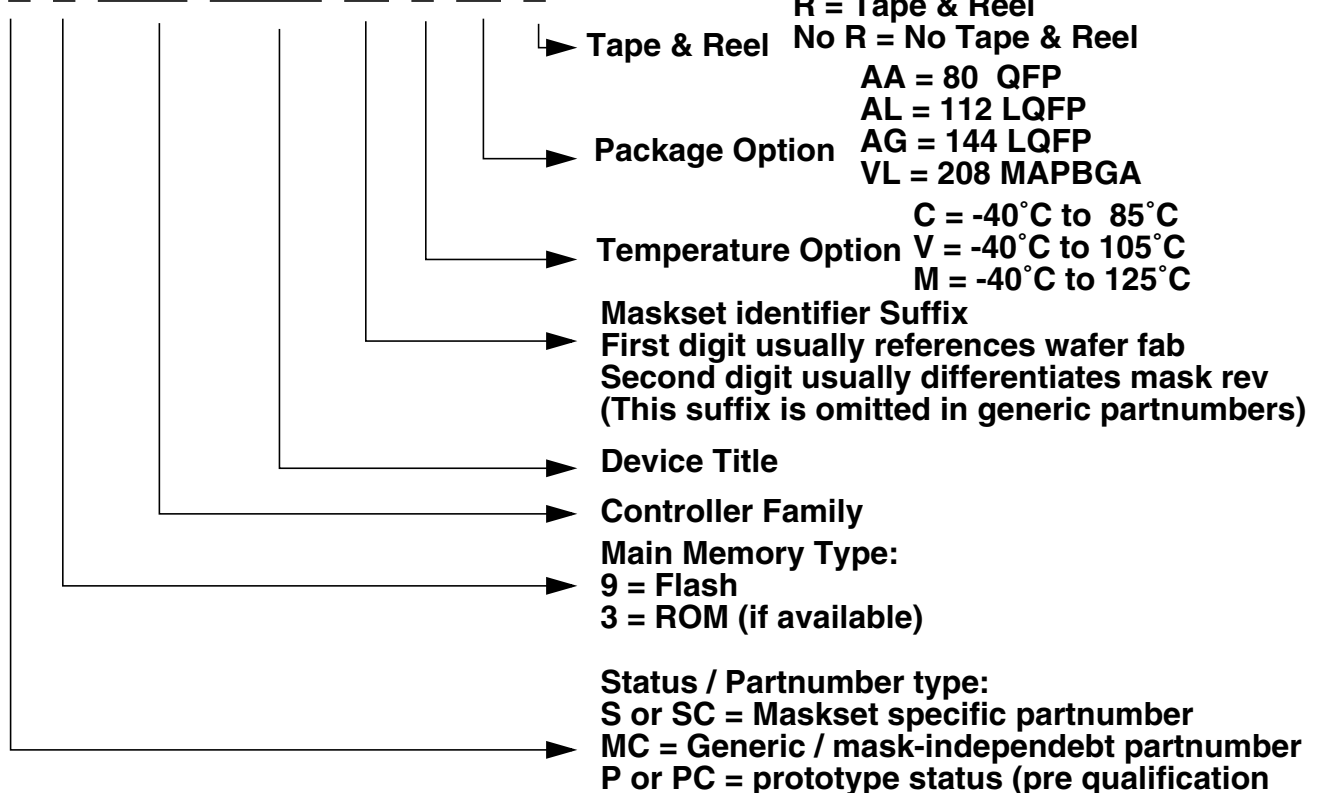 R = Tape & Reel
Tape & Reel No R = No Tape & Reel
AA = 80 QFP
AL = 112 LQFP
Package Option AG = 144 LQFP
VL = 208 MAPBGA
C = -40˚C to 85˚C
Temperature Option V = -40˚C to 105˚C
M = -40˚C to 125˚C
Maskset identifier Suffix
First digit usually references wafer fab
Second digit usually differentiates mask rev
(This suffix is omitted in generic partnumbers)
Device Title
Controller Family
Main Memory Type:
9 = Flash
3 = ROM (if available)
Status / Partnumber type:
S or SC = Maskset specific partnumber
MC = Generic / mask-independebt partnumber
P or PC = prototype status (pre qualification